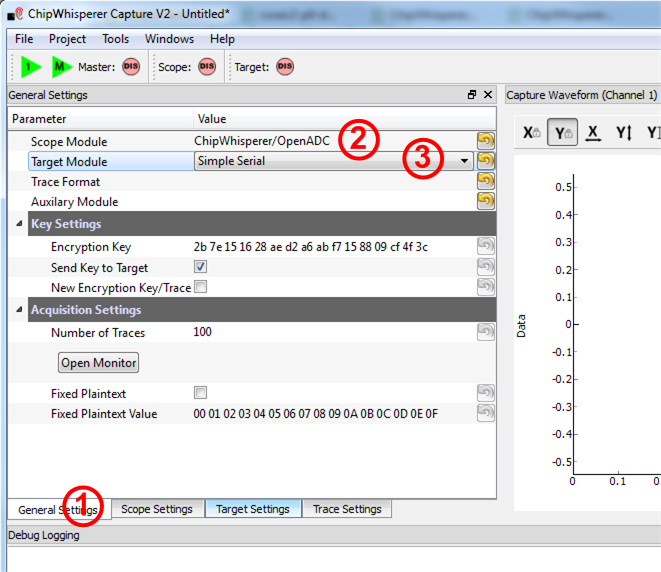 ChipWhisperer Capture V2 - Untitled*
File Project Tools Windows Help
1 M Master: DIS Scope: DIS Target: DIS
General Settings
Capture Waveform (Channel 1)
Parameter Value
X Y X Y Y
Scope Module ChipWhisperer/OpenADC 2
Target Module Simple Serial 3
Trace Format
Auxilary Module
Key Settings
Encryption Key 2b 7e 15 16 28 ae d2 a6 ab f7 15 88 09 cf 4f 3c
Send Key to Target
New Encryption Key/Trace
Acquisition Settings
Number of Traces 100
Open Monitor
Fixed Plaintext
Fixed Plaintext Value 00 01 02 03 04 05 06 07 08 09 0A 0B 0C 0D 0E 0F
0.5
0.4
0.3
0.2
0.1
0
-0.1
-0.2
-0.3
-0.4
-0.5
Data
0 0.1
General Settings 1 Scope Settings Target Settings Trace Settings
Debug Logging